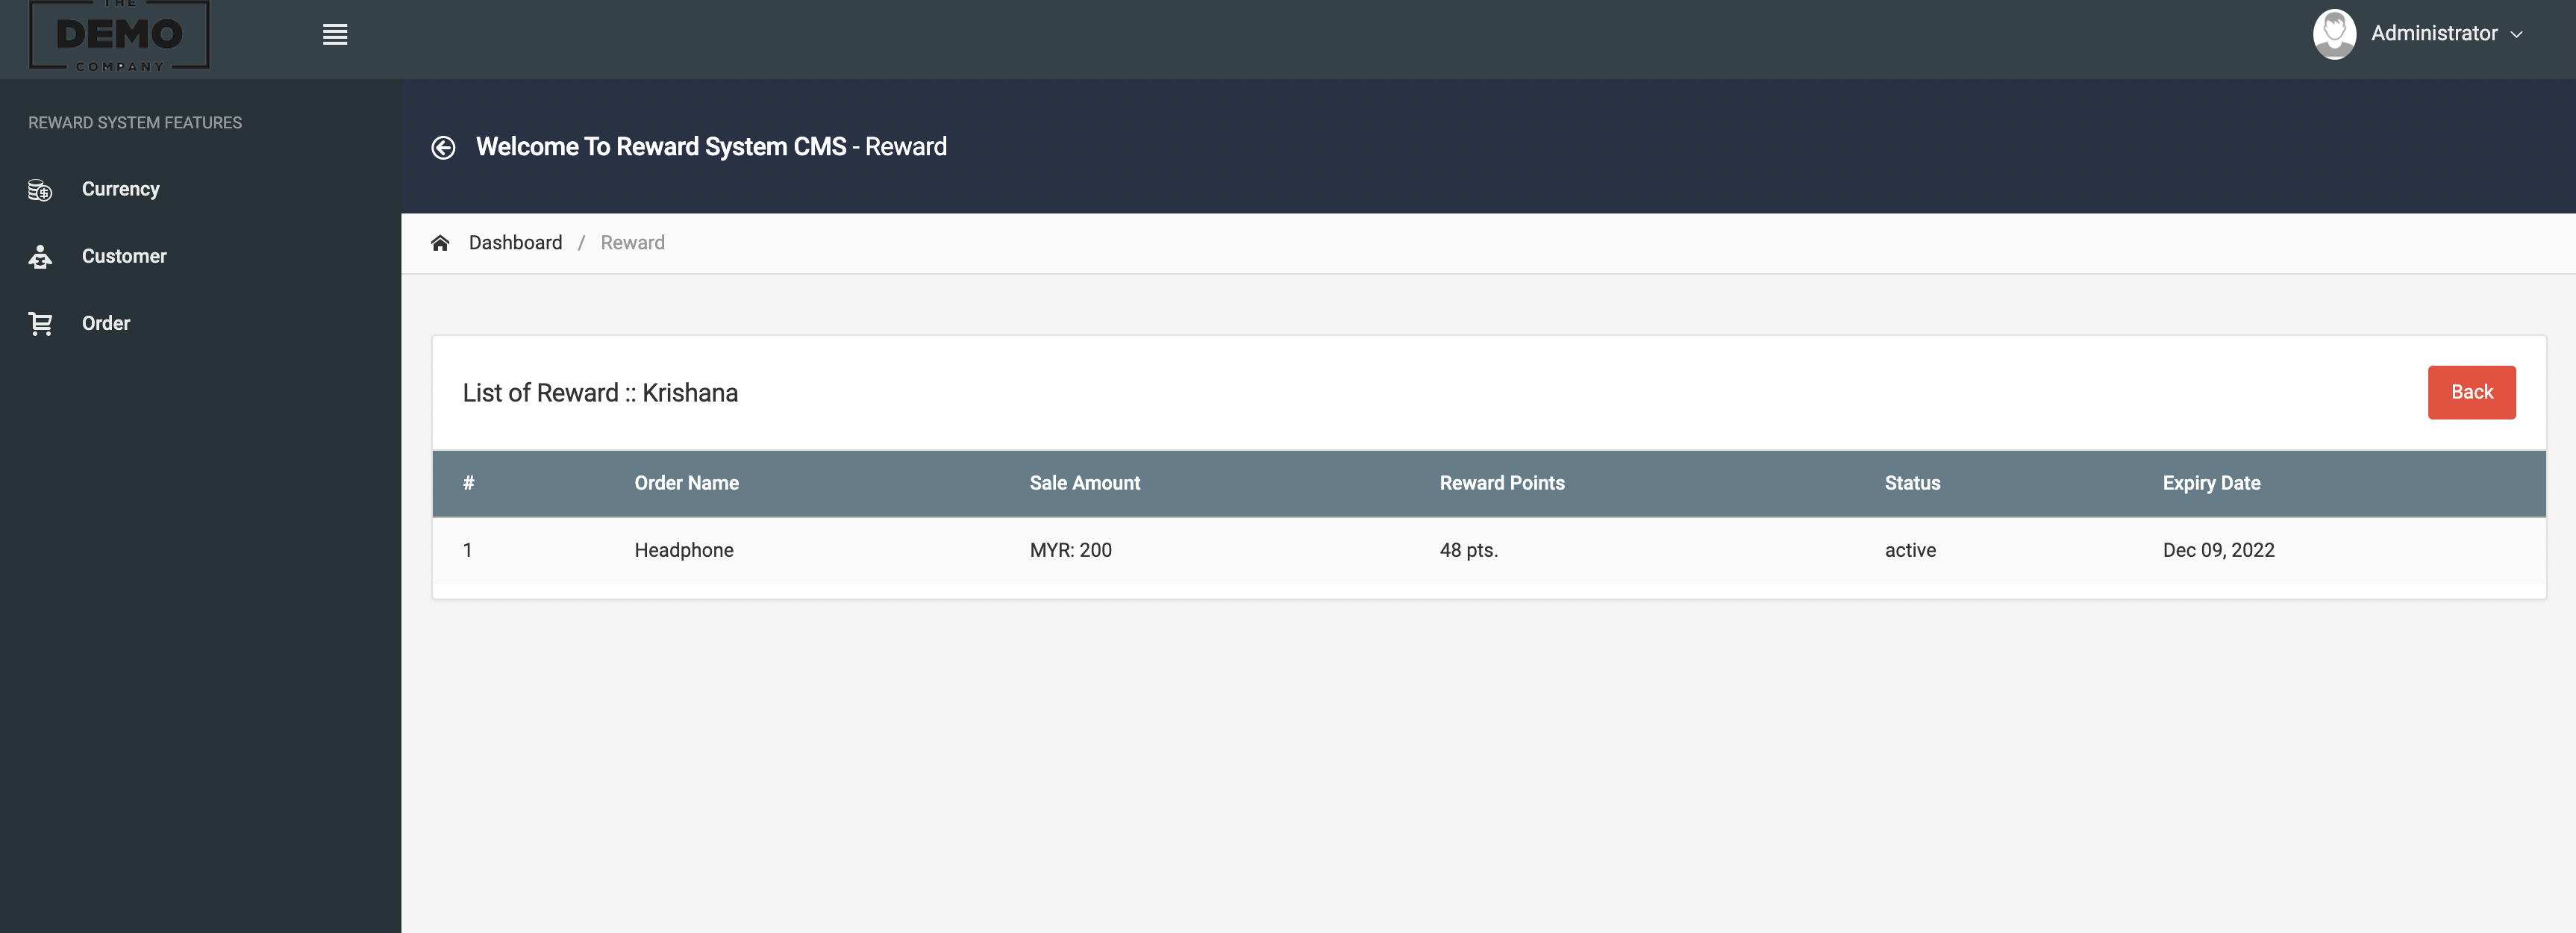 THE
DEMO
COMPANY
Administrator
REWARD SYSTEM FEATURES
Currency
Customer
Order
Welcome To Reward System CMS - Reward
Dashboard / Reward
List of Reward :: Krishana
Back
# Order Name Sale Amount Reward Points Status Expiry Date
1 Headphone MYR: 200 48 pts. active Dec 09, 2022